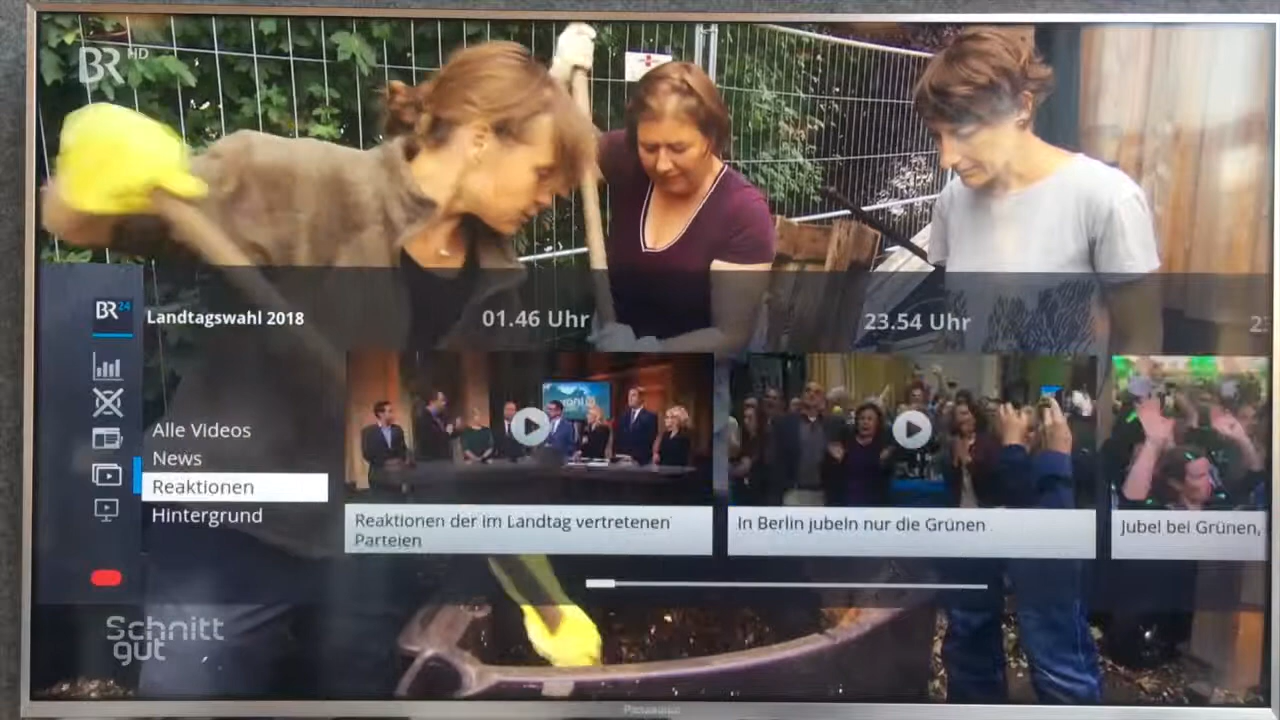 BR HD
BR24
Landtagswahl 2018
01.46 Uhr
23.54 Uhr
Alle Videos
News
Reaktionen
Hintergrund
Reaktionen der im Landtag vertretenen
Parteien
In Berlin jubeln nur die Grünen
Jubel bei Grünen,
Schnitt
gut
Panasonic